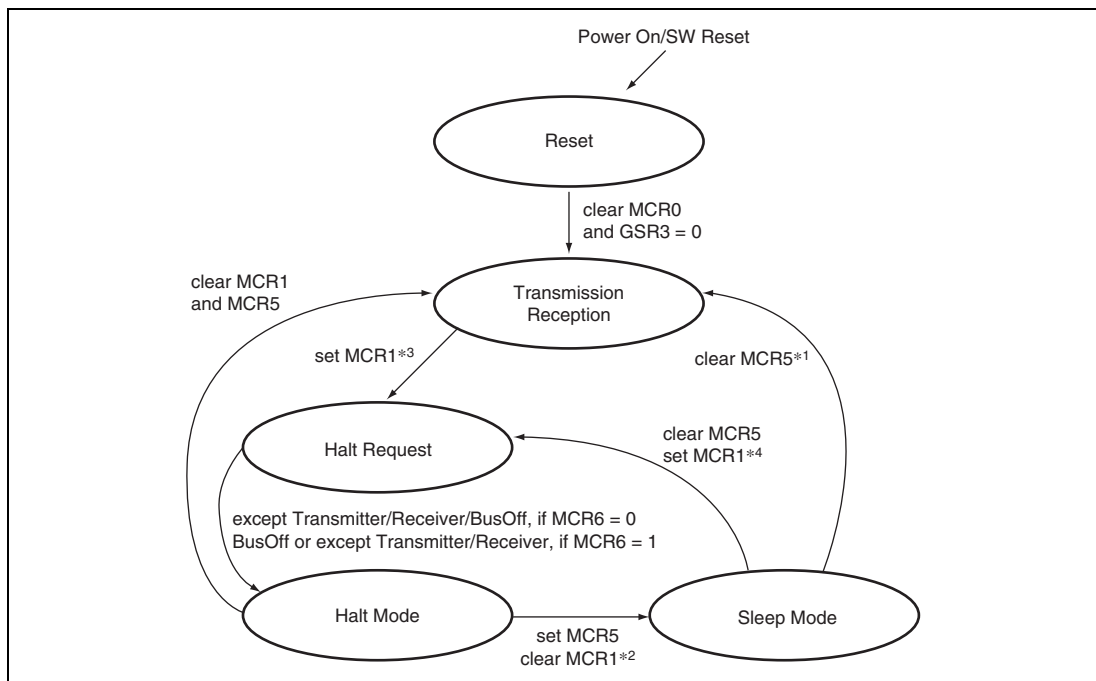 Power On/SW Reset
Reset
clear MCR0
and GSR3 = 0
clear MCR1
and MCR5
Transmission
Reception
set MCR1*3
clear MCR5*1
Halt Request
clear MCR5
set MCR1*4
except Transmitter/Receiver/BusOff, if MCR6 = 0
BusOff or except Transmitter/Receiver, if MCR6 = 1
Halt Mode
Sleep Mode
set MCR5
clear MCR1*2